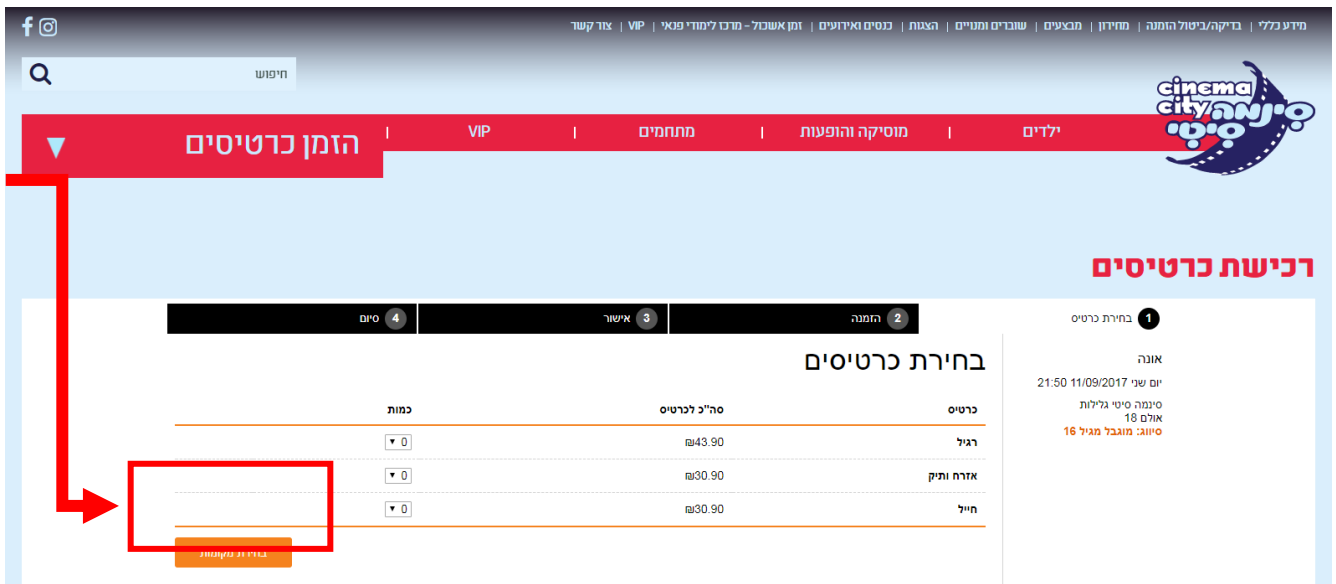 מידע כללי | בדיקה/ביטול הזמנה | מחירון | מבצעים | שוברים ומנויים | הצגות | כנסים ואירועים | זמן אשכול – מרכז לימודי פנאי | VIP | צור קשר
חיפוש
cinema
city
סינמה
סיטי
ילדים | מוסיקה והופעות | מתחמים | VIP | הזמן כרטיסים
רכישת כרטיסים
1 בחירת כרטיס 2 הזמנה 3 אישור 4 סיום
אונה
יום שני 11/09/2017 21:50
סינמה סיטי גלילות
אולם 18
סיווג: מוגבל מגיל 16
בחירת כרטיסים
כרטיס סה"כ לכרטיס כמות
רגיל ₪43.90 0
אזרח ותיק ₪30.90 0
חייל ₪30.90 0
בחירת מקומות